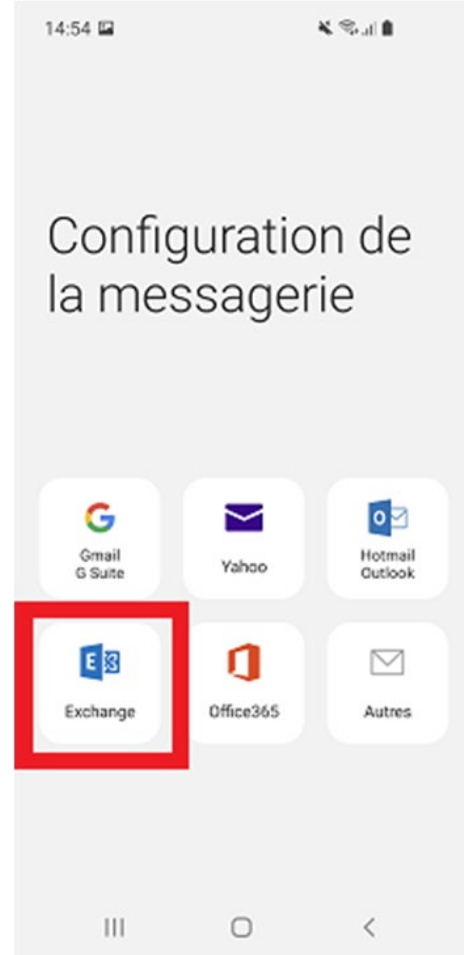 14:54
Configuration de
la messagerie
Gmail
G Suite
Yahoo
Hotmail
Outlook
Exchange
Office365
Autres